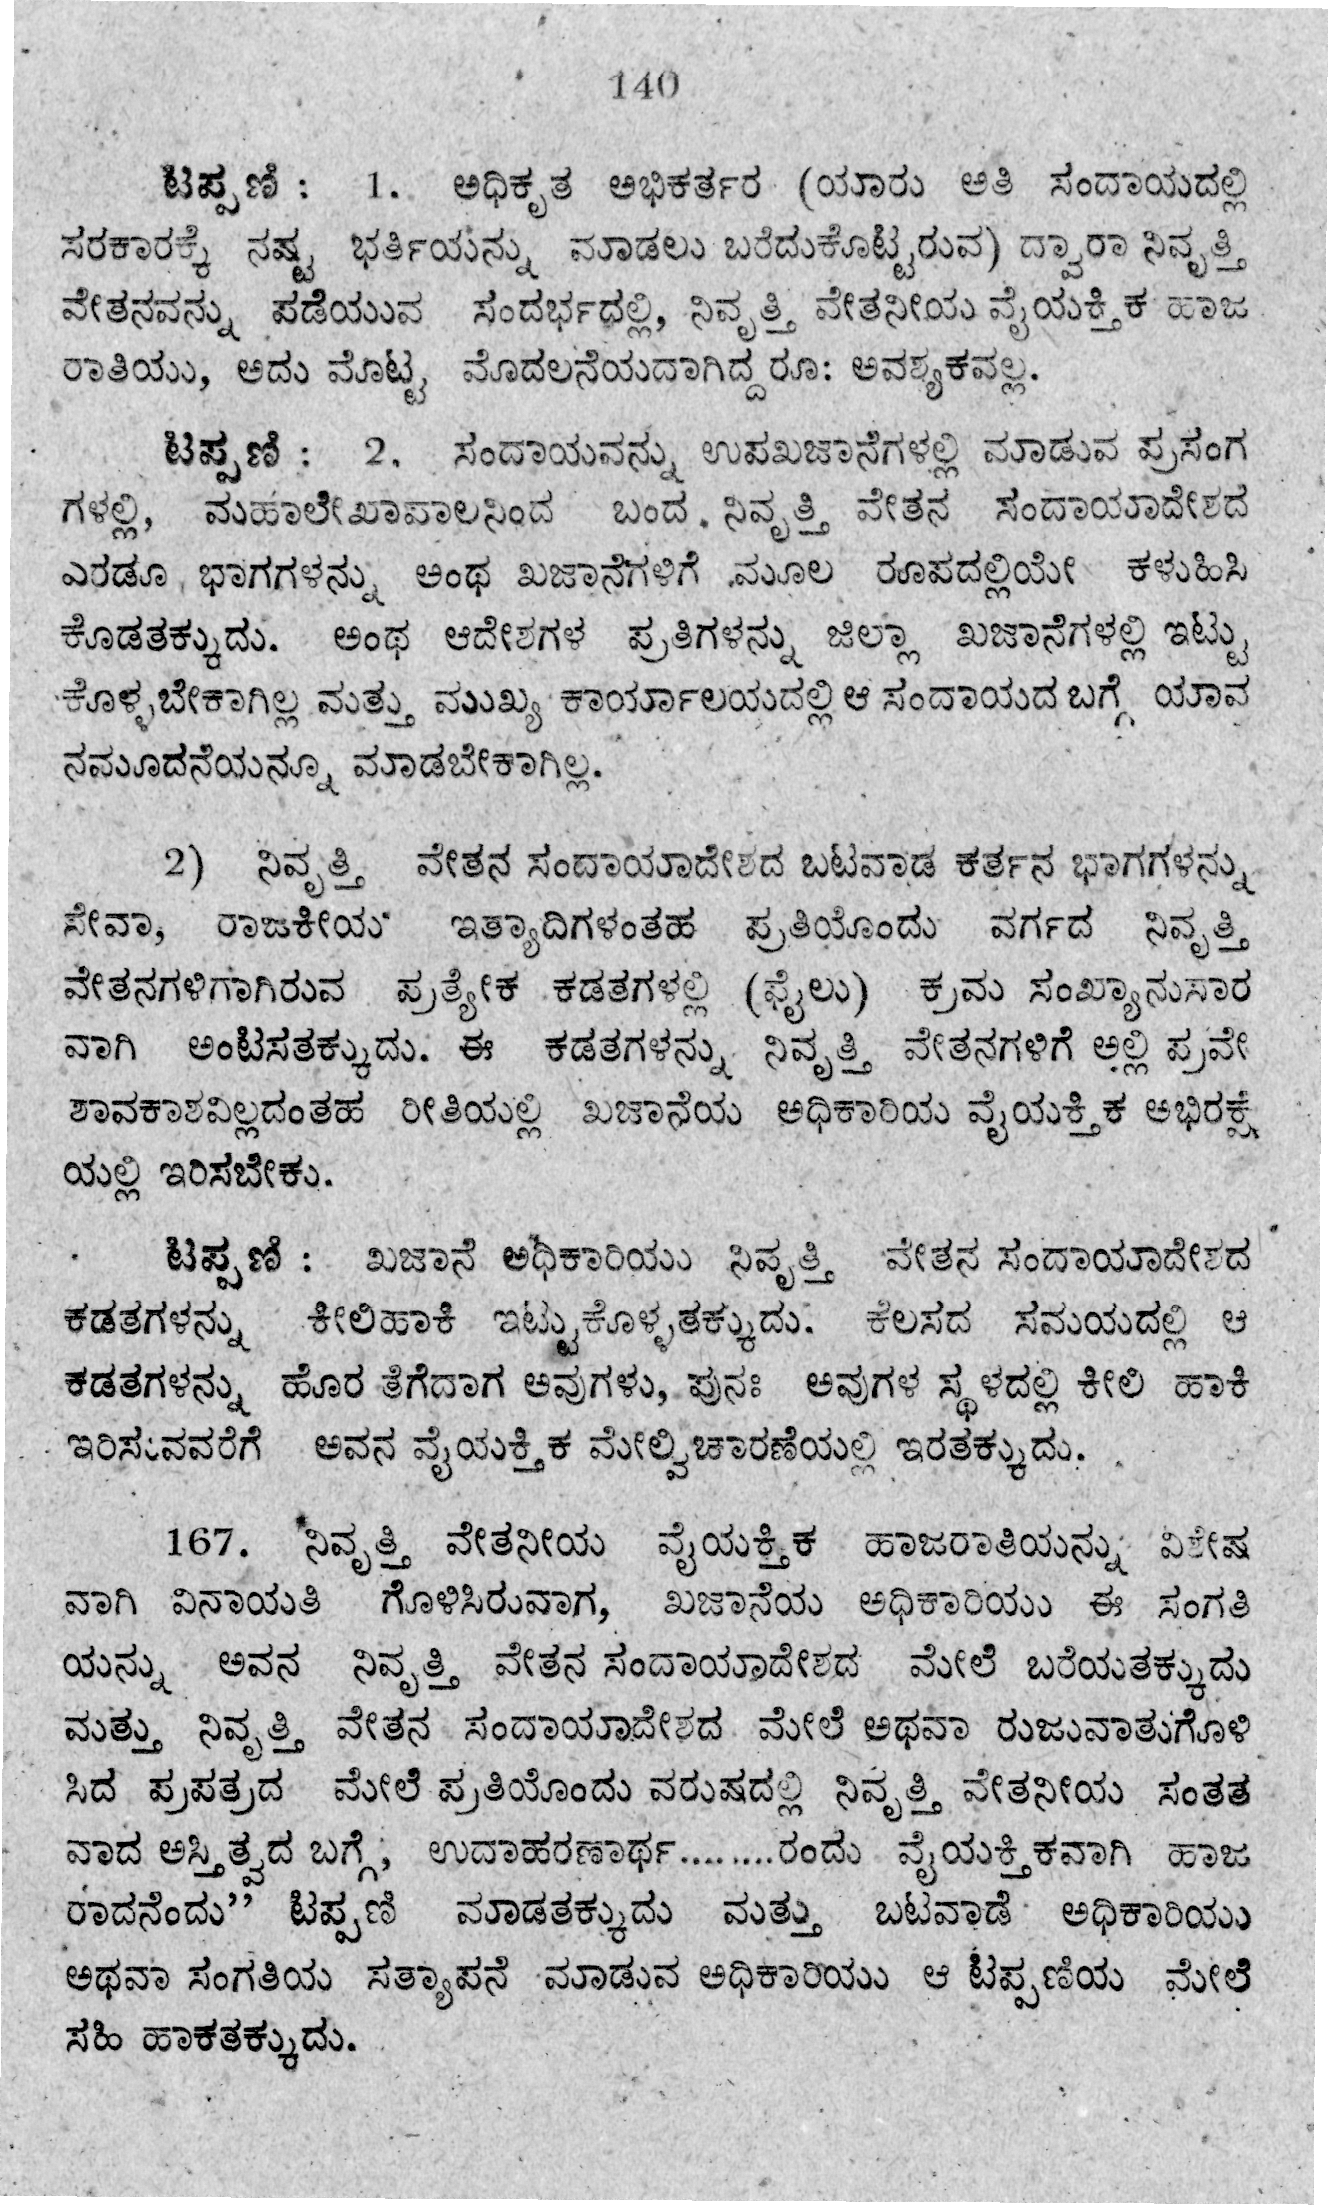 140
ಟಿಪ್ಪಣಿ : 1. ಅಧಿಕೃತ ಅಭಿಕರ್ತರ (ಯಾರು ಅತಿ ಸಂದಾಯದಲ್ಲಿ
ಸರಕಾರಕ್ಕೆ ನಷ್ಟ ಭರ್ತಿಯನ್ನು ಮಾಡಲು ಬರೆದುಕೊಟ್ಟಿರುವ) ದ್ವಾರಾ ನಿವೃತ್ತಿ
ವೇತನವನ್ನು ಪಡೆಯುವ ಸಂದರ್ಭದಲ್ಲಿ, ನಿವೃತ್ತಿ ವೇತನೀಯ ವೈಯಕ್ತಿಕ ಹಾಜ
ರಾತಿಯು, ಅದು ಮೊಟ್ಟ ಮೊದಲನೆಯದಾಗಿದ್ದರೂ: ಅವಶ್ಯಕವಲ್ಲ.
ಟಿಪ್ಪಣಿ : 2. ಸಂದಾಯವನ್ನು ಉಪಖಜಾನೆಗಳಲ್ಲಿ ಮಾಡುವ ಪ್ರಸಂಗ
ಗಳಲ್ಲಿ, ಮಹಾಲೇಖಾಪಾಲನಿಂದ ಬಂದ. ನಿವೃತ್ತಿ ವೇತನ ಸಂದಾಯಾದೇಶದ
ಎರಡೂ ಭಾಗಗಳನ್ನು ಅಂಥ ಖಜಾನೆಗಳಿಗೆ ಮೂಲ ರೂಪದಲ್ಲಿಯೇ ಕಳುಹಿಸಿ
ಕೊಡತಕ್ಕುದು. ಅಂಥ ಆದೇಶಗಳ ಪ್ರತಿಗಳನ್ನು ಜಿಲ್ಲಾ ಖಜಾನೆಗಳಲ್ಲಿ ಇಟ್ಟು
ಕೊಳ್ಳಬೇಕಾಗಿಲ್ಲ ಮತ್ತು ಮುಖ್ಯ ಕಾರ್ಯಾಲಯದಲ್ಲಿ ಆ ಸಂದಾಯದ ಬಗ್ಗೆ ಯಾವ
ನಮೂದನೆಯನ್ನೂ ಮಾಡಬೇಕಾಗಿಲ್ಲ.
2) ನಿವೃತ್ತಿ ವೇತನ ಸಂದಾಯಾದೇಶದ ಬಟವಾಡ ಕರ್ತನ ಭಾಗಗಳನ್ನು
ಸೇವಾ, ರಾಜಕೀಯ ಇತ್ಯಾದಿಗಳಂತಹ ಪ್ರತಿಯೊಂದು ವರ್ಗದ ನಿವೃತ್ತಿ
ವೇತನಗಳಿಗಾಗಿರುವ ಪ್ರತ್ಯೇಕ ಕಡತಗಳಲ್ಲಿ (ಫೈಲು) ಕ್ರಮ ಸಂಖ್ಯಾನುಸಾರ
ವಾಗಿ ಅಂಟಿಸತಕ್ಕುದು. ಈ ಕಡತಗಳನ್ನು ನಿವೃತ್ತಿ ವೇತನಗಳಿಗೆ ಅಲ್ಲಿ ಪ್ರವೇ
ಶಾವಕಾಶವಿಲ್ಲದಂತಹ ರೀತಿಯಲ್ಲಿ ಖಜಾನೆಯ ಅಧಿಕಾರಿಯ ವೈಯಕ್ತಿಕ ಅಭಿರಕ್ಷೆ
ಯಲ್ಲಿ ಇರಿಸಬೇಕು.
ಟಿಪ್ಪಣಿ : ಖಜಾನೆ ಅಧಿಕಾರಿಯು ನಿವೃತ್ತಿ ವೇತನ ಸಂದಾಯಾದೇಶದ
ಕಡತಗಳನ್ನು ಕೀಲಿಹಾಕಿ ಇಟ್ಟುಕೊಳ್ಳತಕ್ಕುದು. ಕೆಲಸದ ಸಮಯದಲ್ಲಿ ಆ
ಕಡತಗಳನ್ನು ಹೊರ ತೆಗೆದಾಗ ಅವುಗಳು, ಪುನಃ ಅವುಗಳ ಸ್ಥಳದಲ್ಲಿ ಕೀಲಿ ಹಾಕಿ
ಇರಿಸುವವರೆಗೆ ಅವನ ವೈಯಕ್ತಿಕ ಮೇಲ್ವಿಚಾರಣೆಯಲ್ಲಿ ಇರತಕ್ಕುದು.
167. ನಿವೃತ್ತಿ ವೇತನೀಯ ವೈಯಕ್ತಿಕ ಹಾಜರಾತಿಯನ್ನು ವಿಶೇಷ
ವಾಗಿ ವಿನಾಯತಿ ಗೊಳಿಸಿರುವಾಗ, ಖಜಾನೆಯ ಅಧಿಕಾರಿಯು ಈ ಸಂಗತಿ
ಯನ್ನು ಅವನ ನಿವೃತ್ತಿ ವೇತನ ಸಂದಾಯಾದೇಶದ ಮೇಲೆ ಬರೆಯತಕ್ಕುದು
ಮತ್ತು ನಿವೃತ್ತಿ ವೇತನ ಸಂದಾಯಾದೇಶದ ಮೇಲೆ ಅಥವಾ ರುಜುವಾತುಗೊಳಿ
ಸಿದ ಪ್ರಪತ್ರದ ಮೇಲೆ ಪ್ರತಿಯೊಂದು ವರುಷದಲ್ಲಿ ನಿವೃತ್ತಿ ವೇತನೀಯ ಸಂತತ
ವಾದ ಅಸ್ತಿತ್ವದ ಬಗ್ಗೆ, ಉದಾಹರಣಾರ್ಥ........ರಂದು ವೈಯಕ್ತಿಕವಾಗಿ ಹಾಜ
ರಾದನೆಂದು” ಟಿಪ್ಪಣಿ ಮಾಡತಕ್ಕುದು ಮತ್ತು ಬಟವಾಡೆ ಅಧಿಕಾರಿಯು
ಅಥವಾ ಸಂಗತಿಯ ಸತ್ಯಾಪನೆ ಮಾಡುವ ಅಧಿಕಾರಿಯು ಆ ಟಿಪ್ಪಣಿಯ ಮೇಲೆ
ಸಹಿ ಹಾಕತಕ್ಕುದು.